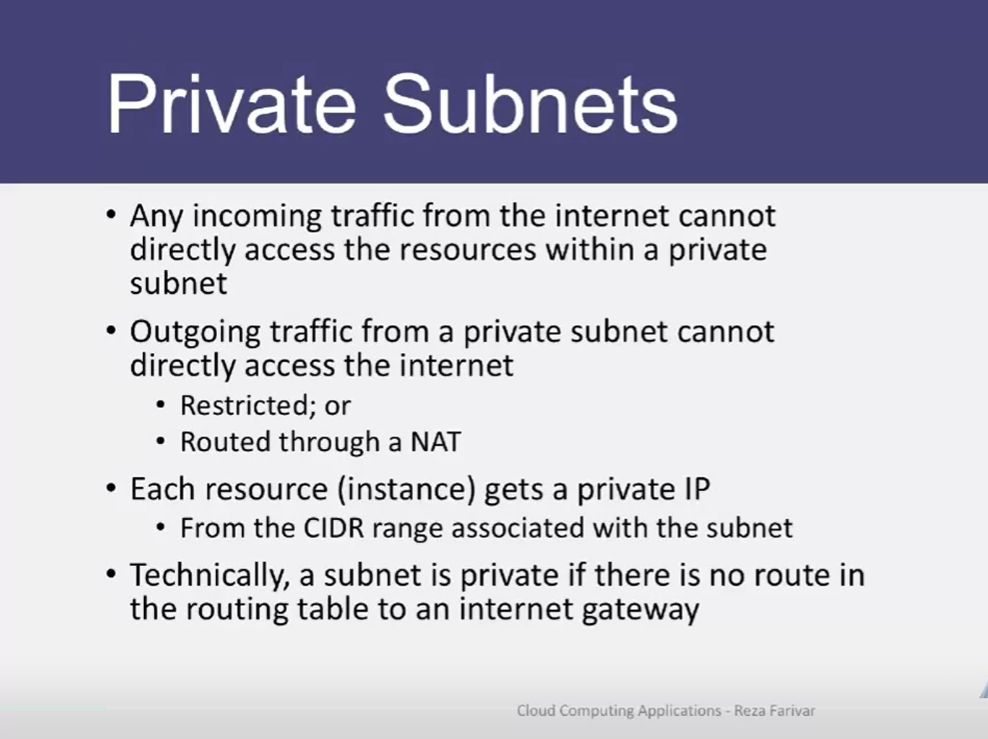 Private Subnets
• Any incoming traffic from the internet cannot
directly access the resources within a private
subnet
• Outgoing traffic from a private subnet cannot
directly access the internet
• Restricted; or
• Routed through a NAT
• Each resource (instance) gets a private IP
• From the CIDR range associated with the subnet
• Technically, a subnet is private if there is no route in
the routing table to an internet gateway
Cloud Computing Applications - Reza Farivar